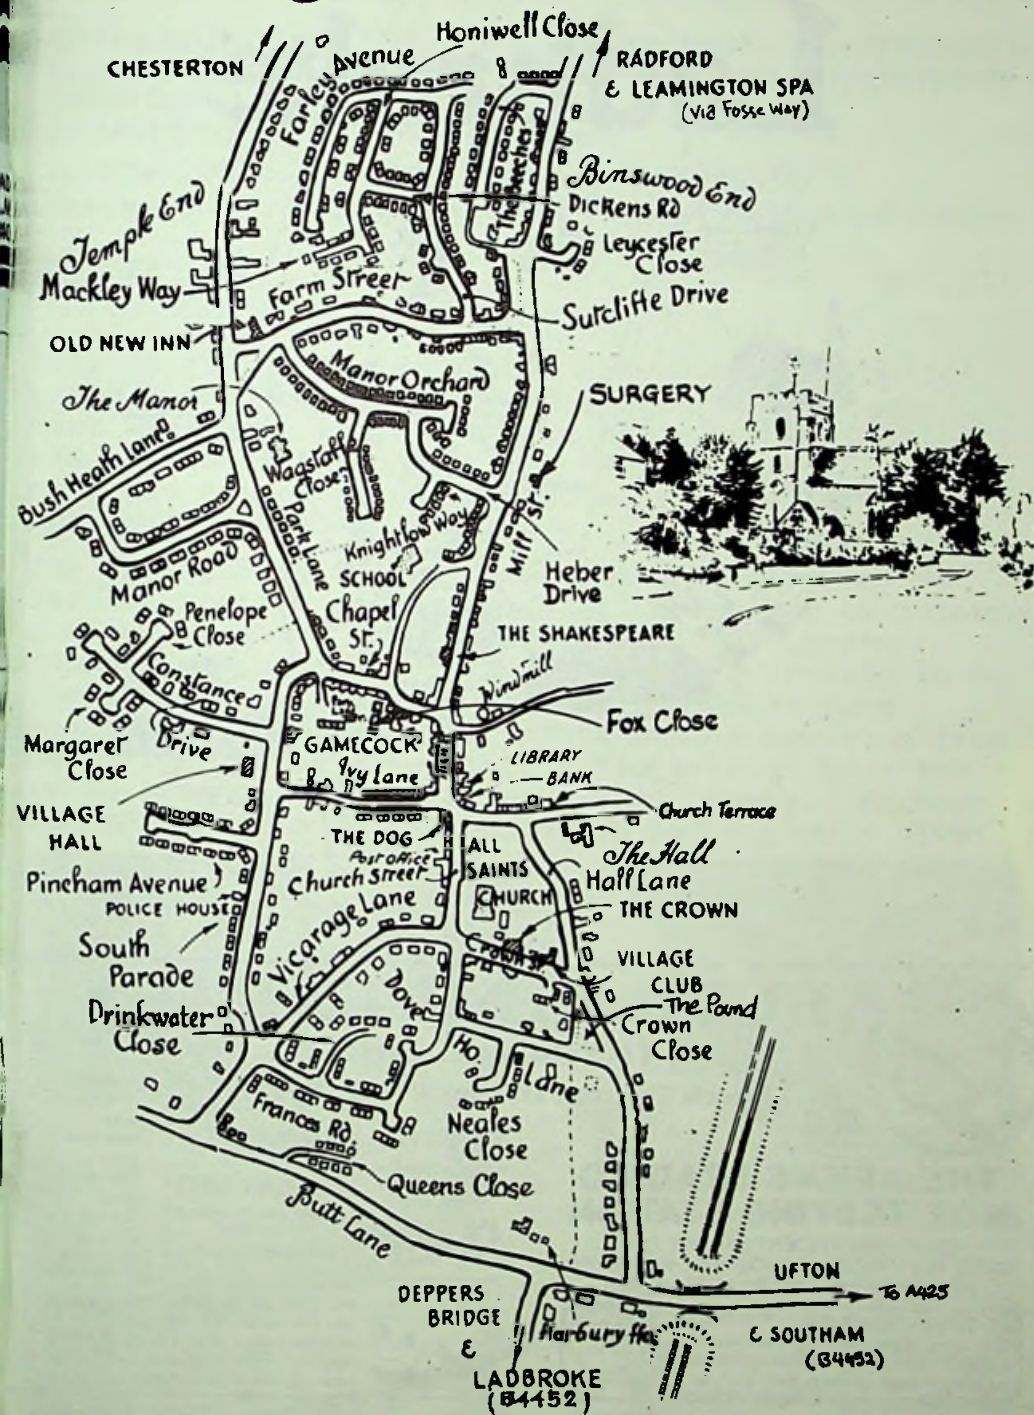 Honiwell Close
CHESTERTON
Farley Avenue
RADFORD
& LEAMINGTON SPA
(Via Fosse Way)
The Beeches
Binswood End
Dickens Rd
Temple End
Leycester
Close
Mackley Way
Farm Street
Sutcliffe Drive
OLD NEW INN
Manor Orchard
The Manor
SURGERY
Bush Heath Lane
Wagstaff
Close
Park Lane
Knightlow Way
Mill St.
Manor Road
SCHOOL
Heber
Drive
Penelope
Close
Chapel
St.
THE SHAKESPEARE
Constance
Drive
Windmill
Fox Close
Margaret
Close
GAMECOCK
Ivy Lane
LIBRARY
BANK
VILLAGE
HALL
Church Terrace
THE DOG
Post Office
Church Street
ALL
SAINTS
CHURCH
The Hall
Hall Lane
Pincham Avenue
POLICE HOUSE
THE CROWN
Vicarage Lane
Crown St.
South
Parade
VILLAGE
CLUB
The Pound
Dove
Ho.
Lane
Crown
Close
Drinkwater
Close
Frances Rd.
Neales
Close
Queens Close
Butt Lane
UFTON
To A425
DEPPERS
BRIDGE
&
LADBROKE
(B4452)
Harbury Ho.
& SOUTHAM
(B4452)